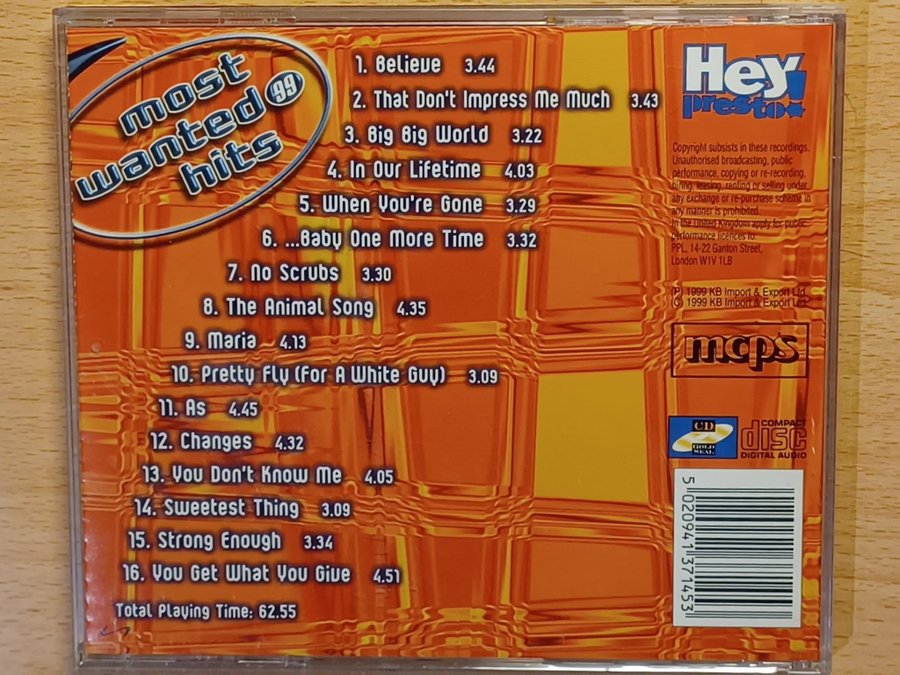 most
wanted 99
hits
1. Believe 3.44
2. That Don't Impress Me Much 3.43
3. Big Big World 3.22
4. In Our Lifetime 4.03
5. When You're Gone 3.29
6. ...Baby One More Time 3.32
7. No Scrubs 3.30
8. The Animal Song 4.35
9. Maria 4.13
10. Pretty Fly (For A White Guy) 3.09
11. As 4.45
12. Changes 4.32
13. You Don't Know Me 4.05
14. Sweetest Thing 3.09
15. Strong Enough 3.34
16. You Get What You Give 4.51
Total Playing Time: 62.55
Hey
presto!
Copyright subsists in these recordings.
Unauthorised broadcasting, public
performance, copying or re-recording,
hiring, leasing, renting or selling under
any exchange or re-purchase scheme in
any manner is prohibited.
In the United Kingdom apply for public
performance licences to:
PPL, 14-22 Ganton Street,
London W1V 1LB
(P) 1999 KB Import & Export Ltd.
(C) 1999 KB Import & Export Ltd.
mcps
CD
GOLD
SEAL
COMPACT
disc
DIGITAL AUDIO
5 020941 371453